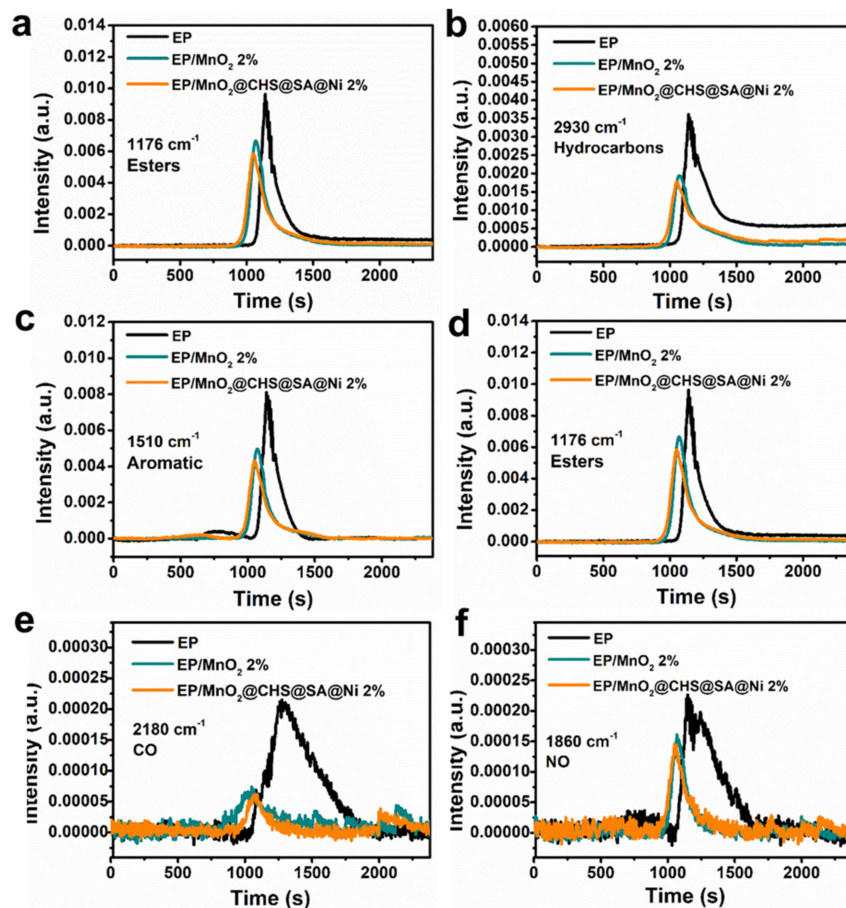 a
0.014
0.012
0.010
0.008
0.006
0.004
0.002
0.000
Intensity (a.u.)
EP
EP/MnO₂ 2%
EP/MnO₂@CHS@SA@Ni 2%
1176 cm⁻¹
Esters
0
500
1000
1500
2000
Time (s)
b
0.0060
0.0055
0.0050
0.0045
0.0040
0.0035
0.0030
0.0025
0.0020
0.0015
0.0010
0.0005
0.0000
Intensity (a.u.)
EP
EP/MnO₂ 2%
EP/MnO₂@CHS@SA@Ni 2%
2930 cm⁻¹
Hydrocarbons
0
500
1000
1500
2000
Time (s)
c
0.012
0.010
0.008
0.006
0.004
0.002
0.000
Intensity (a.u.)
EP
EP/MnO₂ 2%
EP/MnO₂@CHS@SA@Ni 2%
1510 cm⁻¹
Aromatic
0
500
1000
1500
2000
Time (s)
d
0.014
0.012
0.010
0.008
0.006
0.004
0.002
0.000
Intensity (a.u.)
EP
EP/MnO₂ 2%
EP/MnO₂@CHS@SA@Ni 2%
1176 cm⁻¹
Esters
0
500
1000
1500
2000
Time (s)
e
0.00030
0.00025
0.00020
0.00015
0.00010
0.00005
0.00000
Intensity (a.u.)
EP
EP/MnO₂ 2%
EP/MnO₂@CHS@SA@Ni 2%
2180 cm⁻¹
CO
0
500
1000
1500
2000
Time (s)
f
0.00030
0.00025
0.00020
0.00015
0.00010
0.00005
0.00000
Intensity (a.u.)
EP
EP/MnO₂ 2%
EP/MnO₂@CHS@SA@Ni 2%
1860 cm⁻¹
NO
0
500
1000
1500
2000
Time (s)